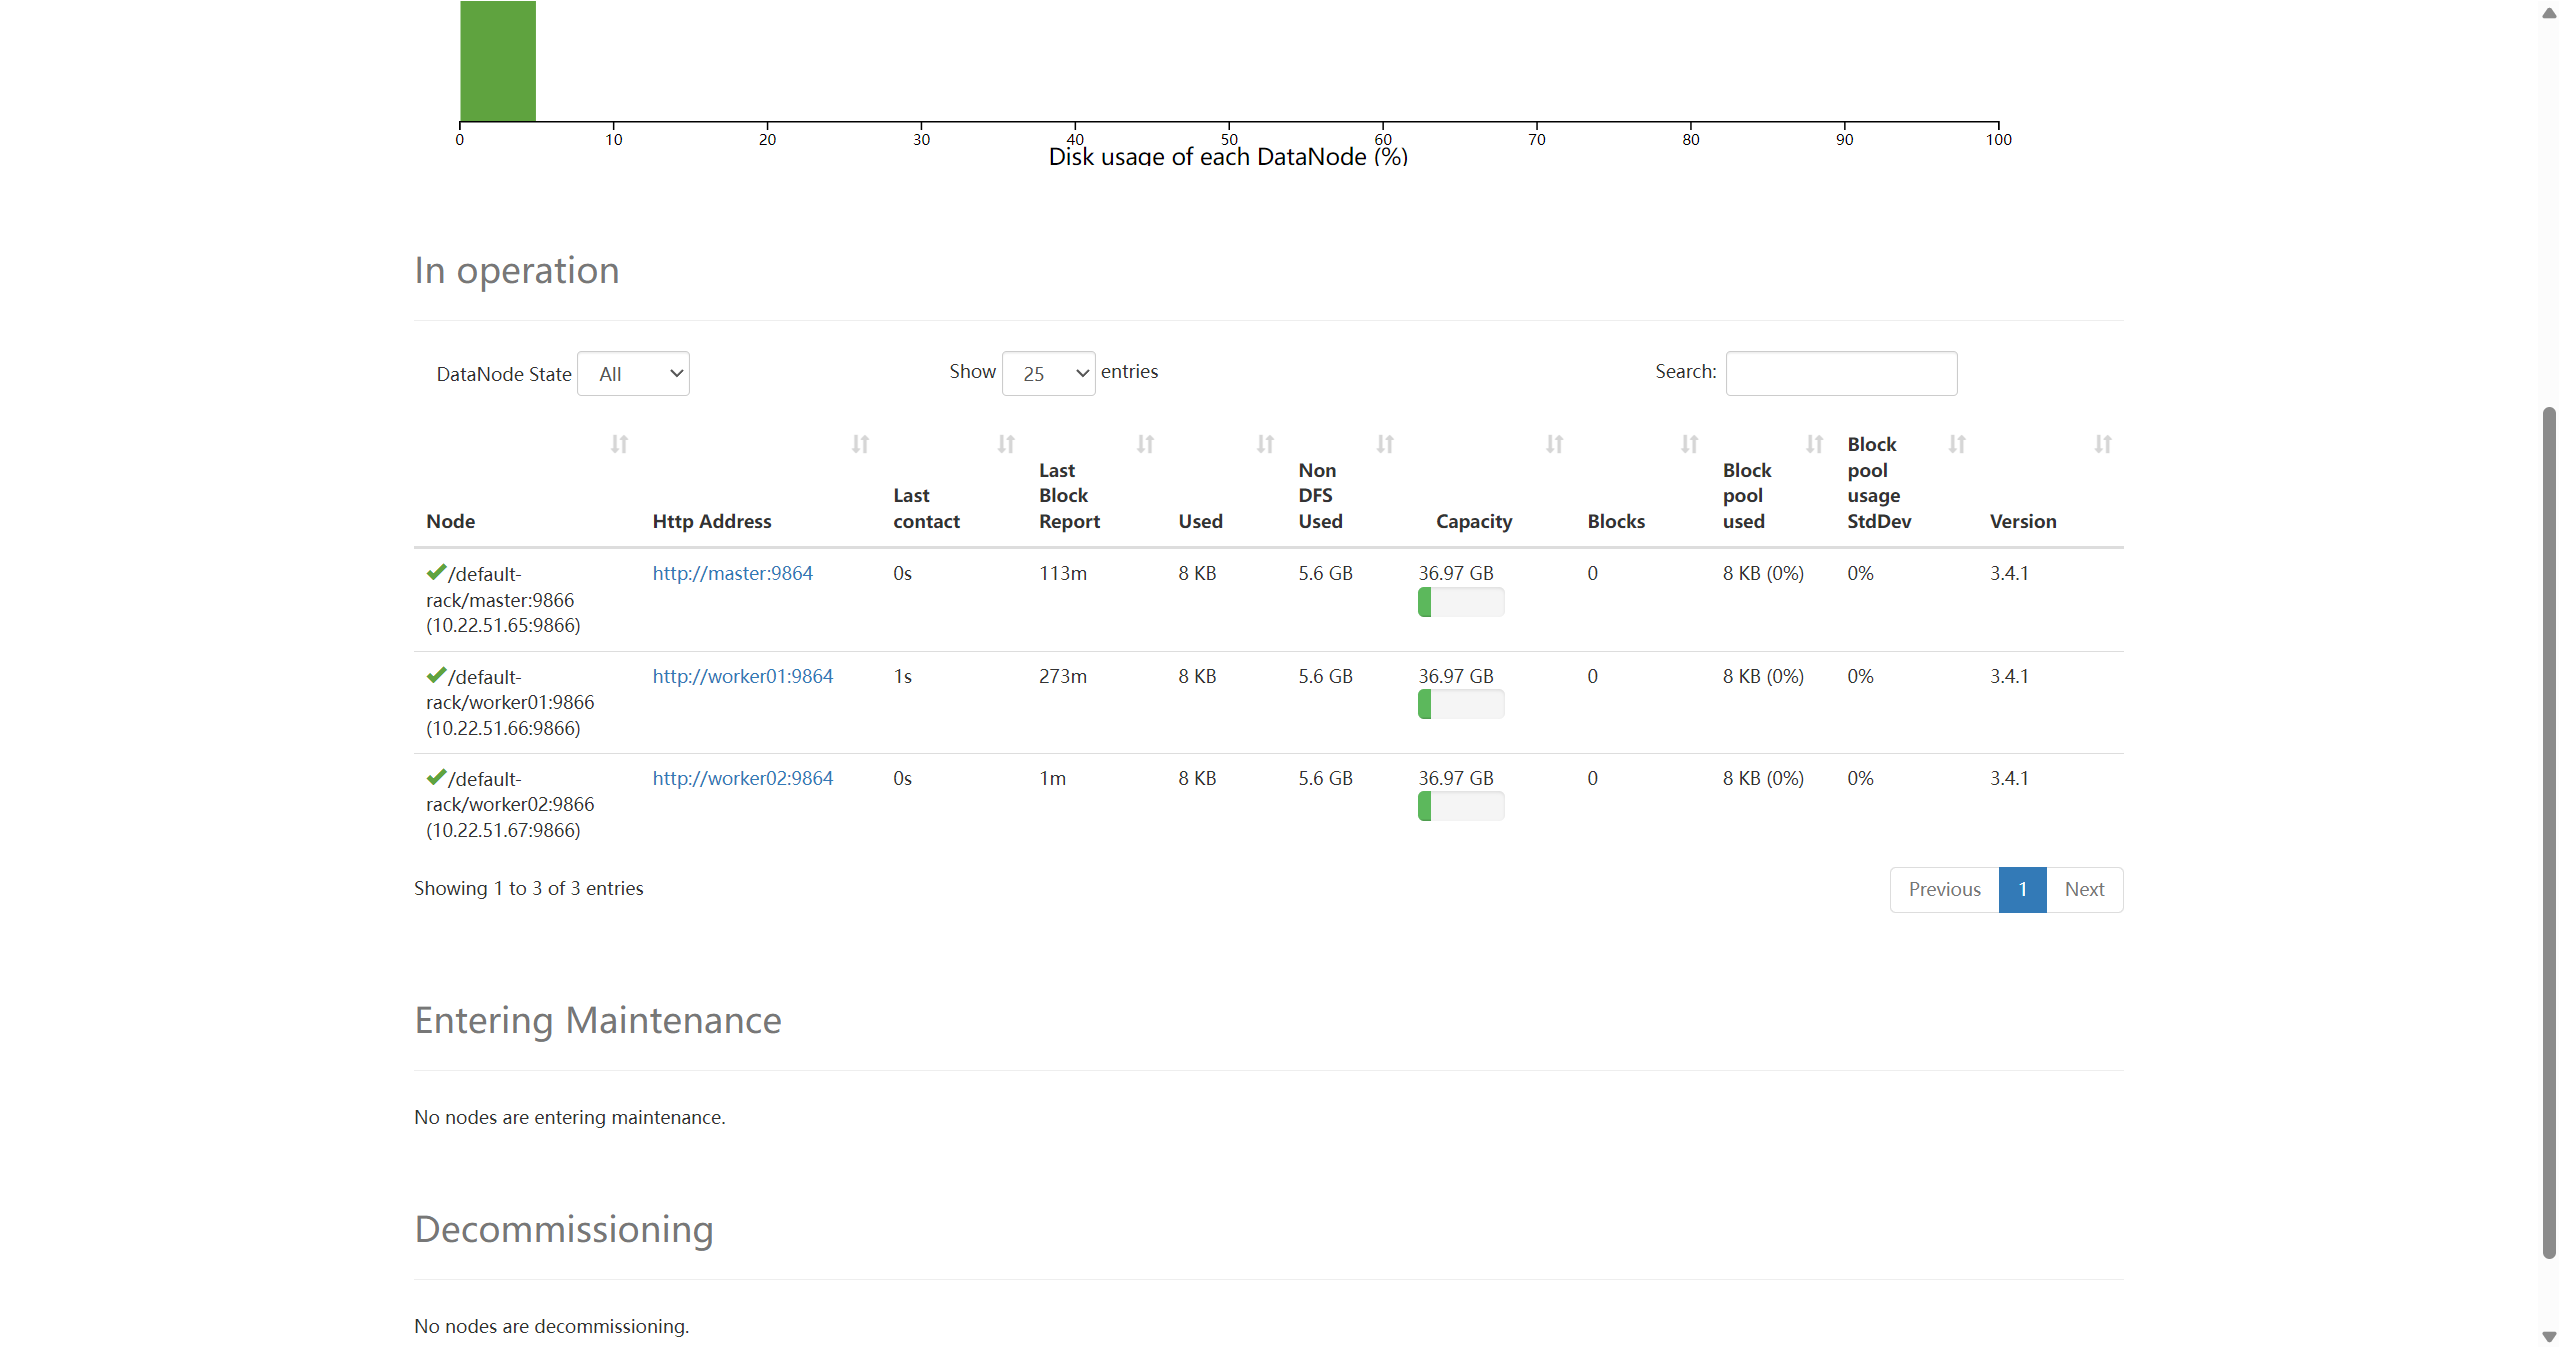 0 10 20 30 40 50 60 70 80 90 100
Disk usage of each DataNode (%)
In operation
DataNode State All Show 25 entries Search:
Node Http Address Last contact Last Block Report Used Non DFS Used Capacity Blocks Block pool used Block pool usage StdDev Version
/default-
rack/master:9866
(10.22.51.65:9866)
http://master:9864 0s 113m 8 KB 5.6 GB 36.97 GB 0 8 KB (0%) 0% 3.4.1
/default-
rack/worker01:9866
(10.22.51.66:9866)
http://worker01:9864 1s 273m 8 KB 5.6 GB 36.97 GB 0 8 KB (0%) 0% 3.4.1
/default-
rack/worker02:9866
(10.22.51.67:9866)
http://worker02:9864 0s 1m 8 KB 5.6 GB 36.97 GB 0 8 KB (0%) 0% 3.4.1
Showing 1 to 3 of 3 entries
Previous 1 Next
Entering Maintenance
No nodes are entering maintenance.
Decommissioning
No nodes are decommissioning.